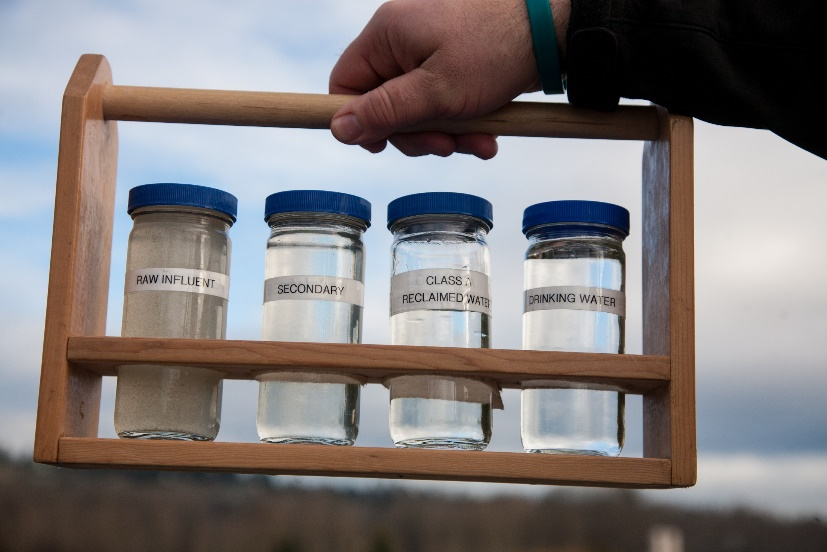 RAW INFLUENT
SECONDARY
CLASS A
RECLAIMED WATER
DRINKING WATER